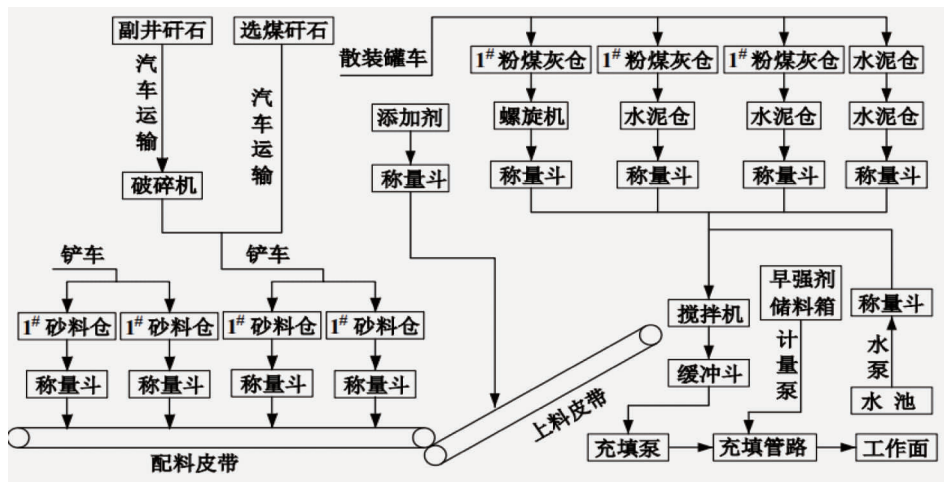 副井矸石
选煤矸石
散装罐车
1#粉煤灰仓
1#粉煤灰仓
1#粉煤灰仓
水泥仓
汽车运输
汽车运输
添加剂
螺旋机
水泥仓
水泥仓
水泥仓
破碎机
称量斗
称量斗
称量斗
称量斗
称量斗
铲车
铲车
早强剂
储料箱
称量斗
1#砂料仓
1#砂料仓
1#砂料仓
1#砂料仓
搅拌机
计量泵
水泵
称量斗
称量斗
称量斗
称量斗
缓冲斗
水池
上料皮带
配料皮带
充填泵
充填管路
工作面